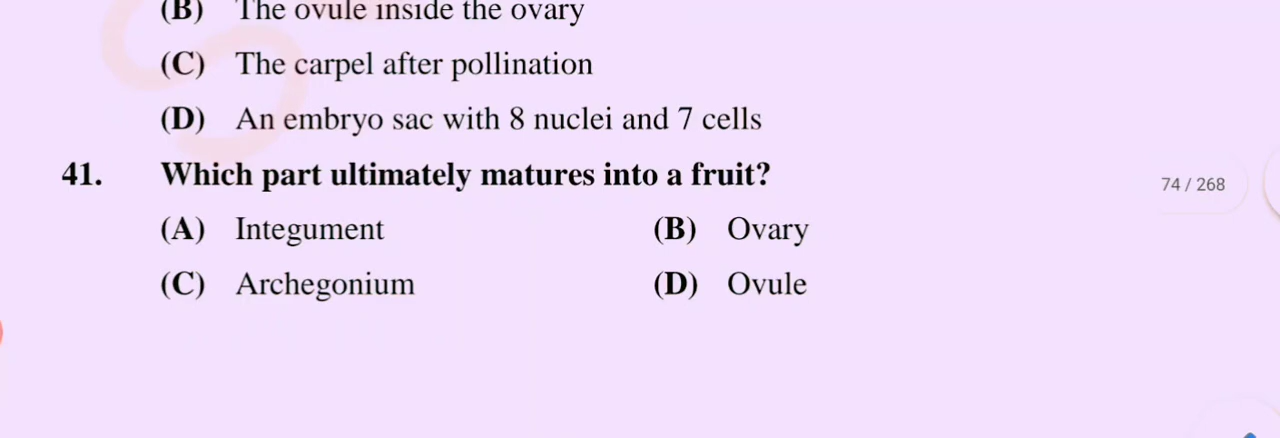 (B) The ovule inside the ovary
(C) The carpel after pollination
(D) An embryo sac with 8 nuclei and 7 cells
41. Which part ultimately matures into a fruit?
74 / 268
(A) Integument (B) Ovary
(C) Archegonium (D) Ovule